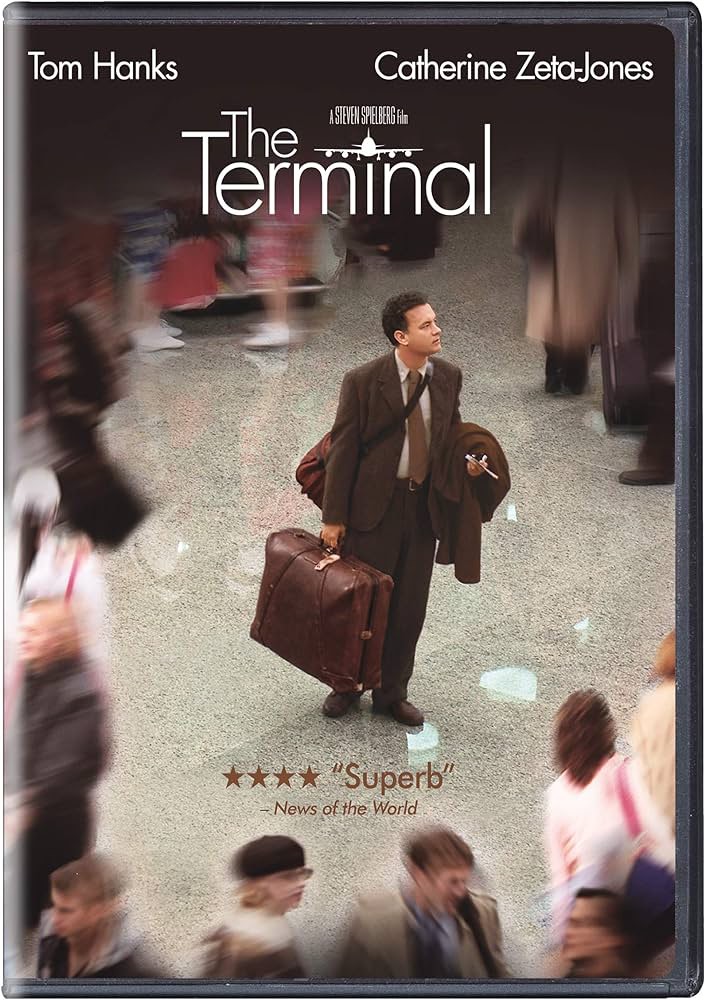 Tom Hanks
Catherine Zeta-Jones
A STEVEN SPIELBERG Film
The
Terminal
★★★★ “Superb”
– News of the World